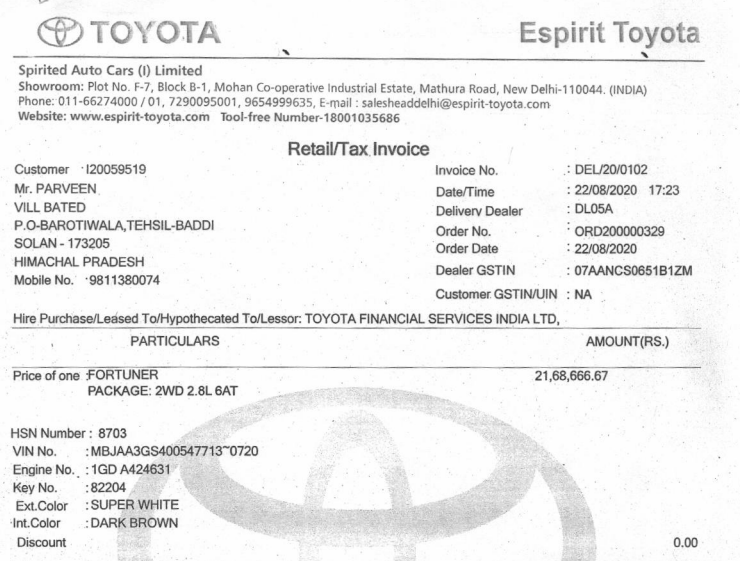 TOYOTA Espirit Toyota
Spirited Auto Cars (I) Limited
Showroom: Plot No. F-7, Block B-1, Mohan Co-operative Industrial Estate, Mathura Road, New Delhi-110044. (INDIA)
Phone: 011-66274000 / 01, 7290095001, 9654999635, E-mail : salesheaddelhi@espirit-toyota.com
Website: www.espirit-toyota.com Tool-free Number-18001035686
Retail/Tax Invoice
Customer I20059519 Invoice No. : DEL/20/0102
Mr. PARVEEN Date/Time : 22/08/2020 17:23
VILL BATED Delivery Dealer : DL05A
P.O-BAROTIWALA,TEHSIL-BADDI Order No. : ORD200000329
SOLAN - 173205 Order Date : 22/08/2020
HIMACHAL PRADESH Dealer GSTIN : 07AANCS0651B1ZM
Mobile No. 9811380074 Customer GSTIN/UIN : NA
Hire Purchase/Leased To/Hypothecated To/Lessor: TOYOTA FINANCIAL SERVICES INDIA LTD,
PARTICULARS AMOUNT(RS.)
Price of one :FORTUNER 21,68,666.67
PACKAGE: 2WD 2.8L 6AT
HSN Number : 8703
VIN No. :MBJAA3GS400547713~0720
Engine No. :1GD A424631
Key No. :82204
Ext.Color :SUPER WHITE
Int.Color :DARK BROWN
Discount 0.00